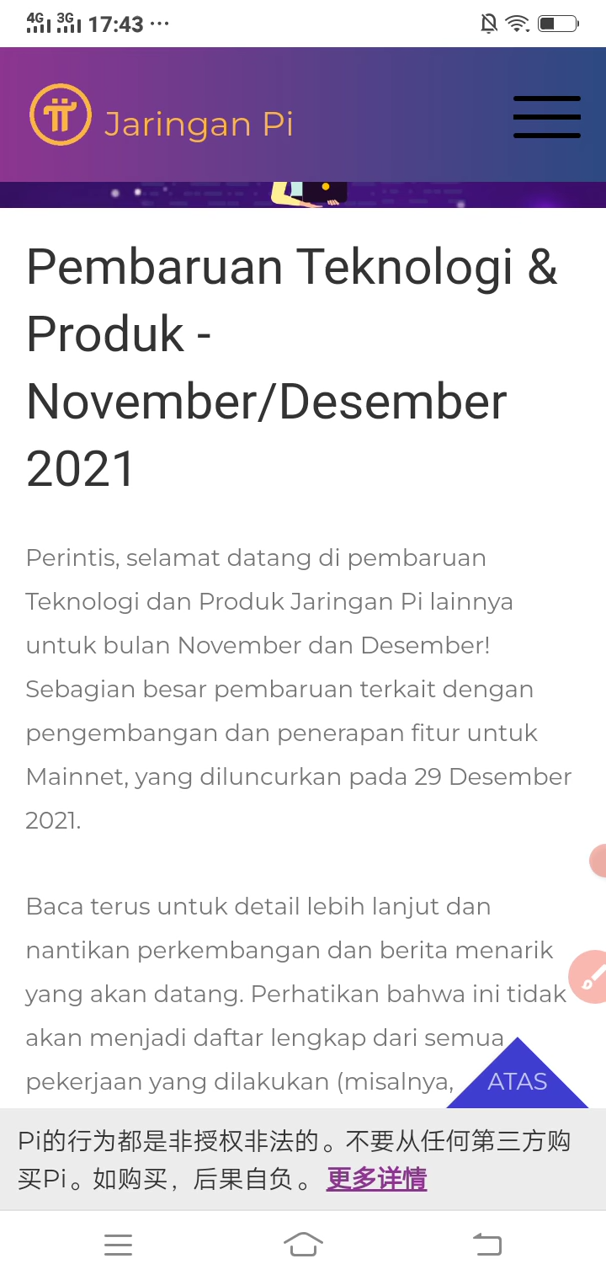 4G 3G 17:43 ···
Jaringan Pi
Pembaruan Teknologi &
Produk -
November/Desember
2021
Perintis, selamat datang di pembaruan
Teknologi dan Produk Jaringan Pi lainnya
untuk bulan November dan Desember!
Sebagian besar pembaruan terkait dengan
pengembangan dan penerapan fitur untuk
Mainnet, yang diluncurkan pada 29 Desember
2021.
Baca terus untuk detail lebih lanjut dan
nantikan perkembangan dan berita menarik
yang akan datang. Perhatikan bahwa ini tidak
akan menjadi daftar lengkap dari semua
pekerjaan yang dilakukan (misalnya,
ATAS
Pi的行为都是非授权非法的。不要从任何第三方购
买Pi。如购买，后果自负。 更多详情